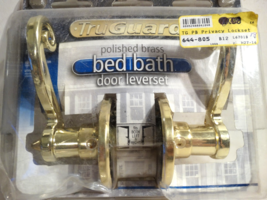 TruGuard
polished brass
bed bath
door leverset
TG PB Privacy Lockset
644-805